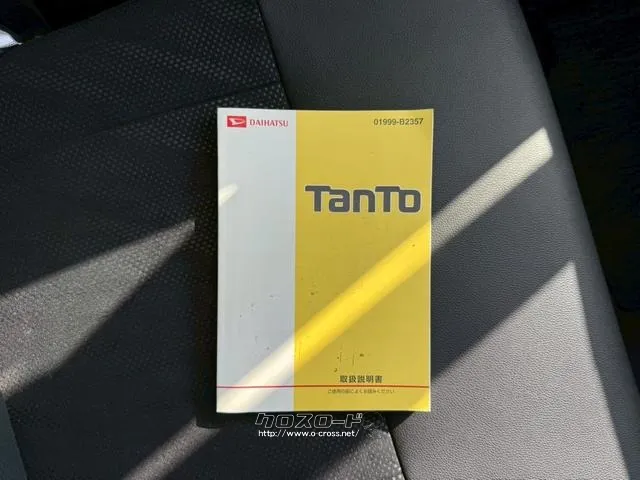 DAIHATSU
01999-B2357
TanTo
取扱説明書
ご使用の前によくお読みください
クロスロード
http://www.o-cross.net/